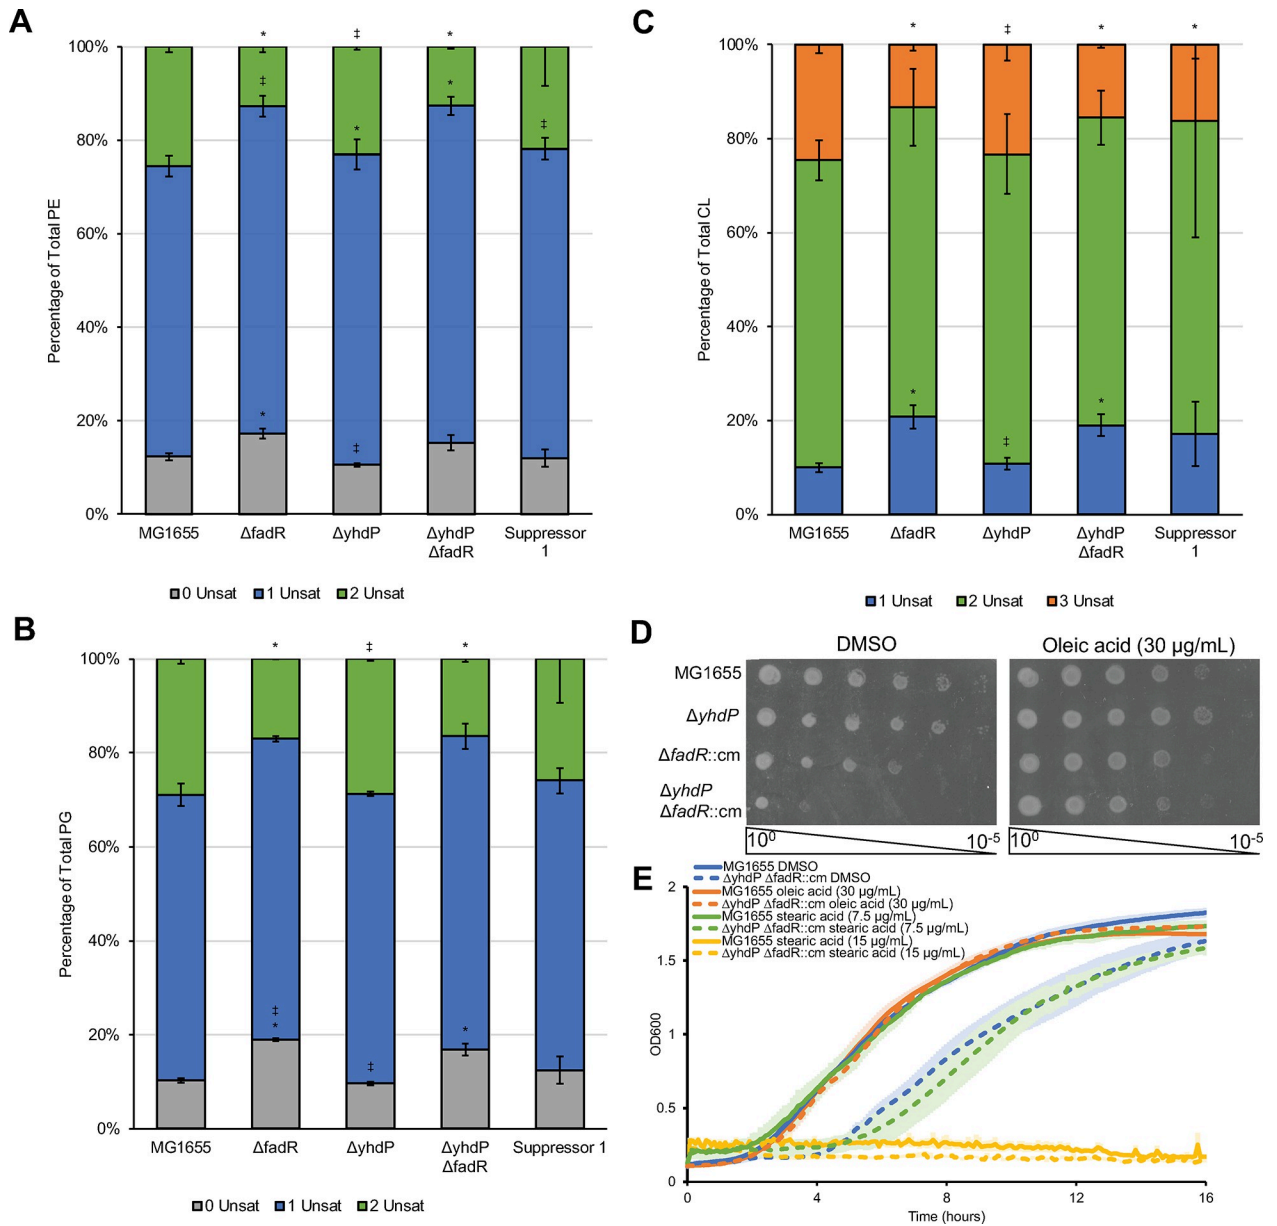 A
Percentage of Total PE
100%
80%
60%
40%
20%
0%
* ‡ *
‡ * * ‡
* ‡
MG1655 ΔfadR ΔyhdP ΔyhdP ΔfadR Suppressor 1
0 Unsat 1 Unsat 2 Unsat
B
Percentage of Total PG
100%
80%
60%
40%
20%
0%
* ‡ *
‡ * ‡ *
MG1655 ΔfadR ΔyhdP ΔyhdP ΔfadR Suppressor 1
0 Unsat 1 Unsat 2 Unsat
C
Percentage of Total CL
100%
80%
60%
40%
20%
0%
* ‡ * *
* ‡ *
MG1655 ΔfadR ΔyhdP ΔyhdP ΔfadR Suppressor 1
1 Unsat 2 Unsat 3 Unsat
D
DMSO Oleic acid (30 µg/mL)
MG1655
ΔyhdP
ΔfadR::cm
ΔyhdP
ΔfadR::cm
10⁰ 10⁻⁵ 10⁰ 10⁻⁵
E
MG1655 DMSO
ΔyhdP ΔfadR::cm DMSO
MG1655 oleic acid (30 µg/mL)
ΔyhdP ΔfadR::cm oleic acid (30 µg/mL)
MG1655 stearic acid (7.5 µg/mL)
ΔyhdP ΔfadR::cm stearic acid (7.5 µg/mL)
MG1655 stearic acid (15 µg/mL)
ΔyhdP ΔfadR::cm stearic acid (15 µg/mL)
OD600
2
1.5
1
0.5
0
0 4 8 12 16
Time (hours)